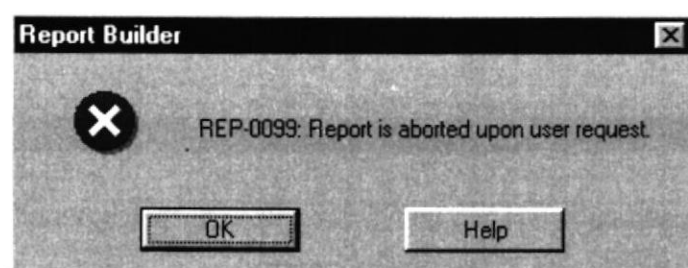 Report Builder
REP-0099: Report is aborted upon user request.
OK
Help